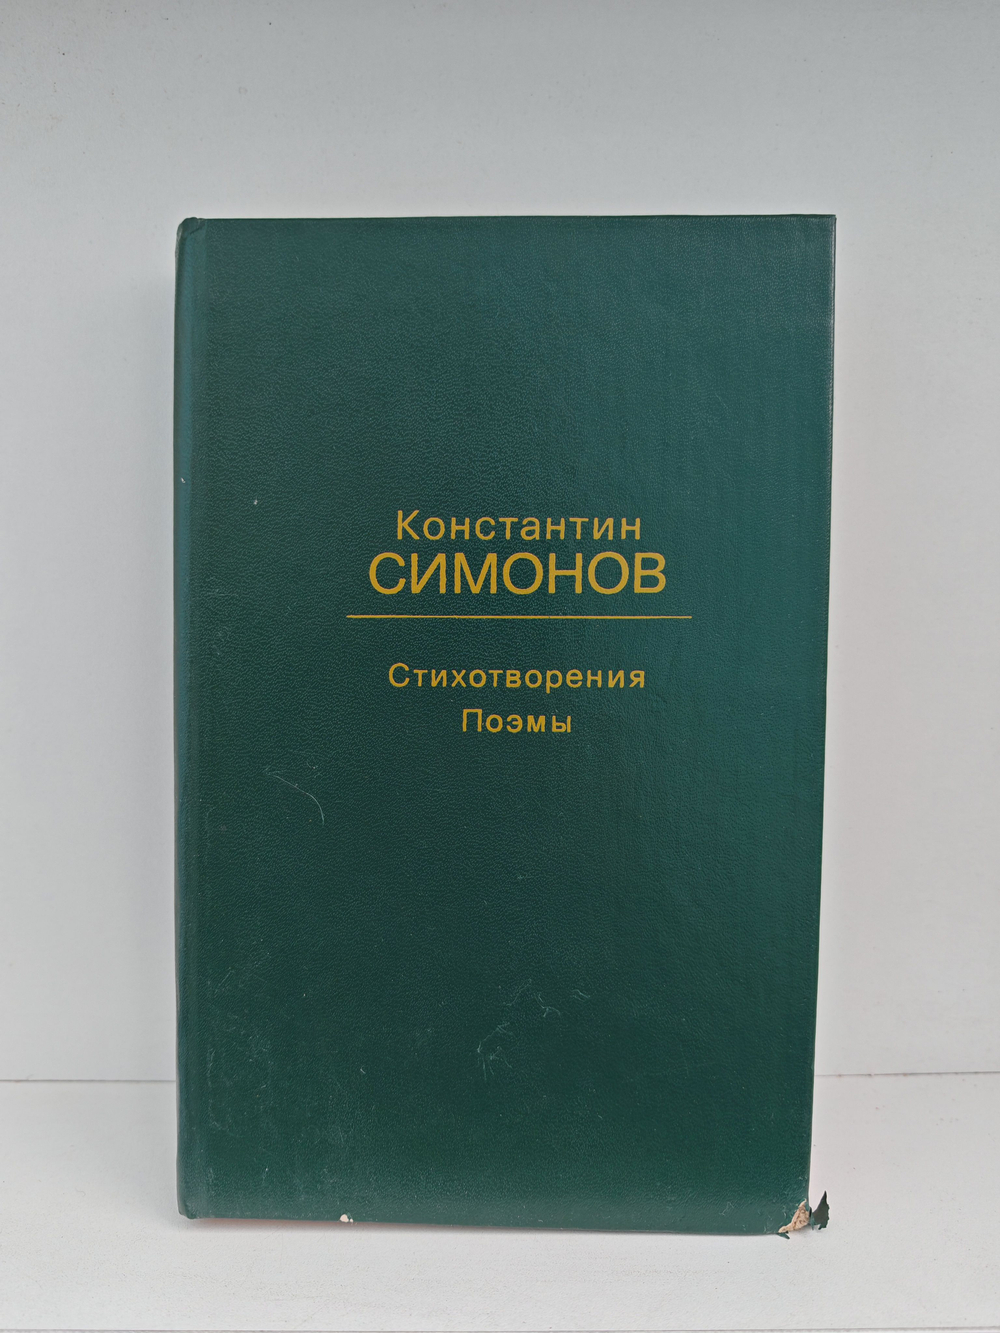 Константин
СИМОНОВ
Стихотворения
Поэмы